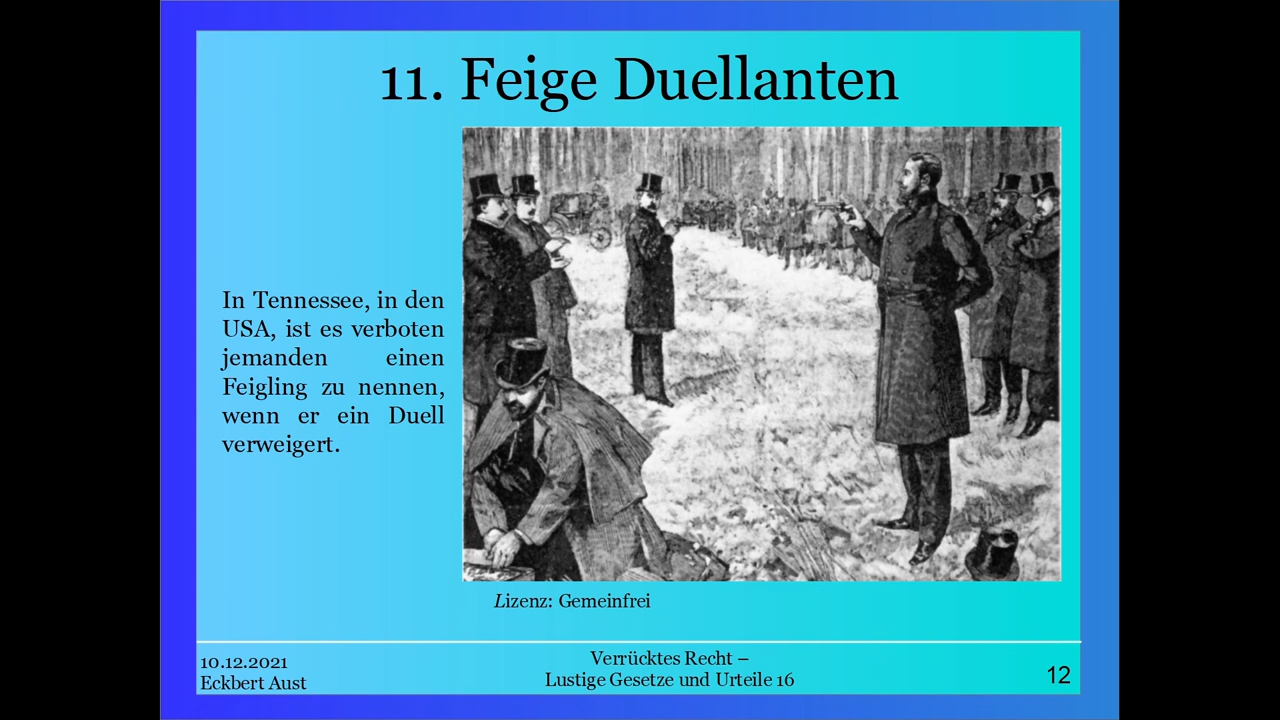 11. Feige Duellanten
In Tennessee, in den
USA, ist es verboten
jemanden einen
Feigling zu nennen,
wenn er ein Duell
verweigert.
Lizenz: Gemeinfrei
10.12.2021
Eckbert Aust
Verrücktes Recht –
Lustige Gesetze und Urteile 16
12